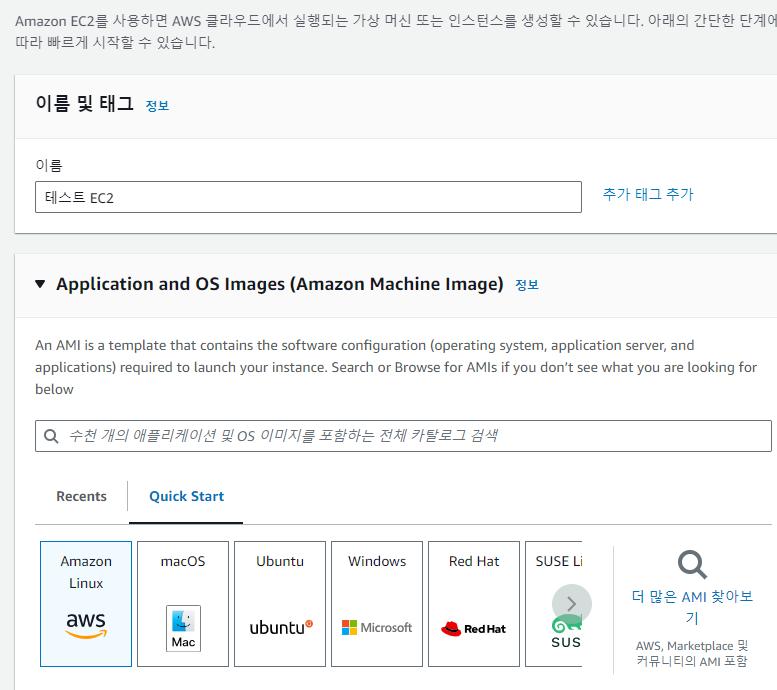 Amazon EC2를 사용하면 AWS 클라우드에서 실행되는 가상 머신 또는 인스턴스를 생성할 수 있습니다. 아래의 간단한 단계에
따라 빠르게 시작할 수 있습니다.
이름 및 태그 정보
이름
테스트 EC2 추가 태그 추가
▼ Application and OS Images (Amazon Machine Image) 정보
An AMI is a template that contains the software configuration (operating system, application server, and
applications) required to launch your instance. Search or Browse for AMIs if you don't see what you are looking for
below
수천 개의 애플리케이션 및 OS 이미지를 포함하는 전체 카탈로그 검색
Recents Quick Start
Amazon
Linux
aws
macOS
Mac
Ubuntu
ubuntu
Windows
Microsoft
Red Hat
Red Hat
SUSE Li
SUS
더 많은 AMI 찾아보
기
AWS, Marketplace 및
커뮤니티의 AMI 포함